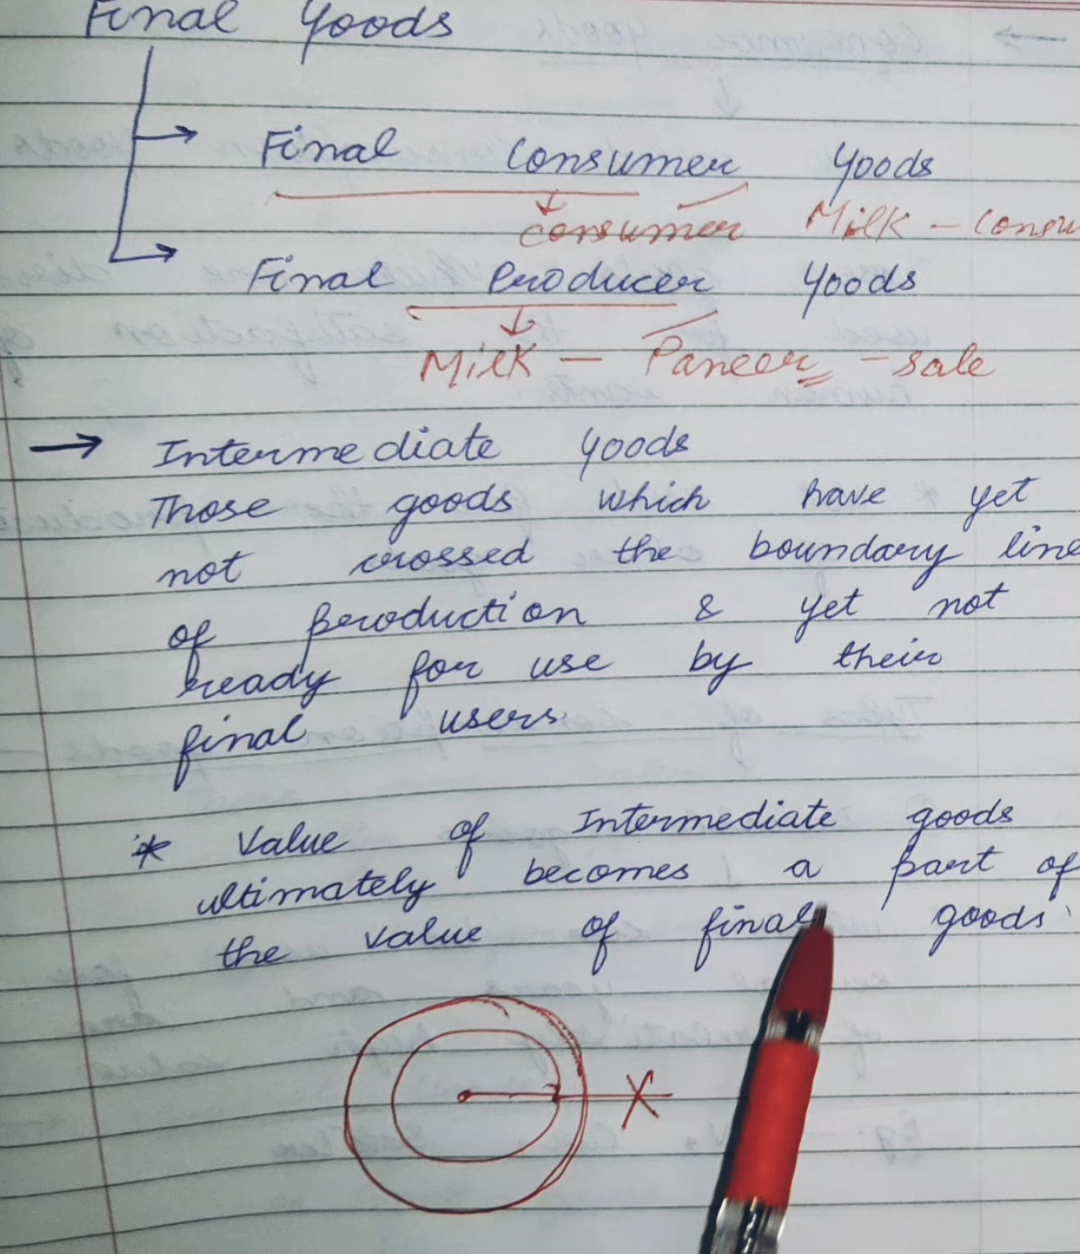 Final Goods
Final Consumer Goods
consumer Milk - Consu
Final Producer Goods
Milk - Paneer - sale
→ Intermediate Goods
Those goods which have yet
not crossed the boundary line
of production & yet not
ready for use by their
final users.
* Value of Intermediate goods
ultimately becomes a part of
the value of final goods.